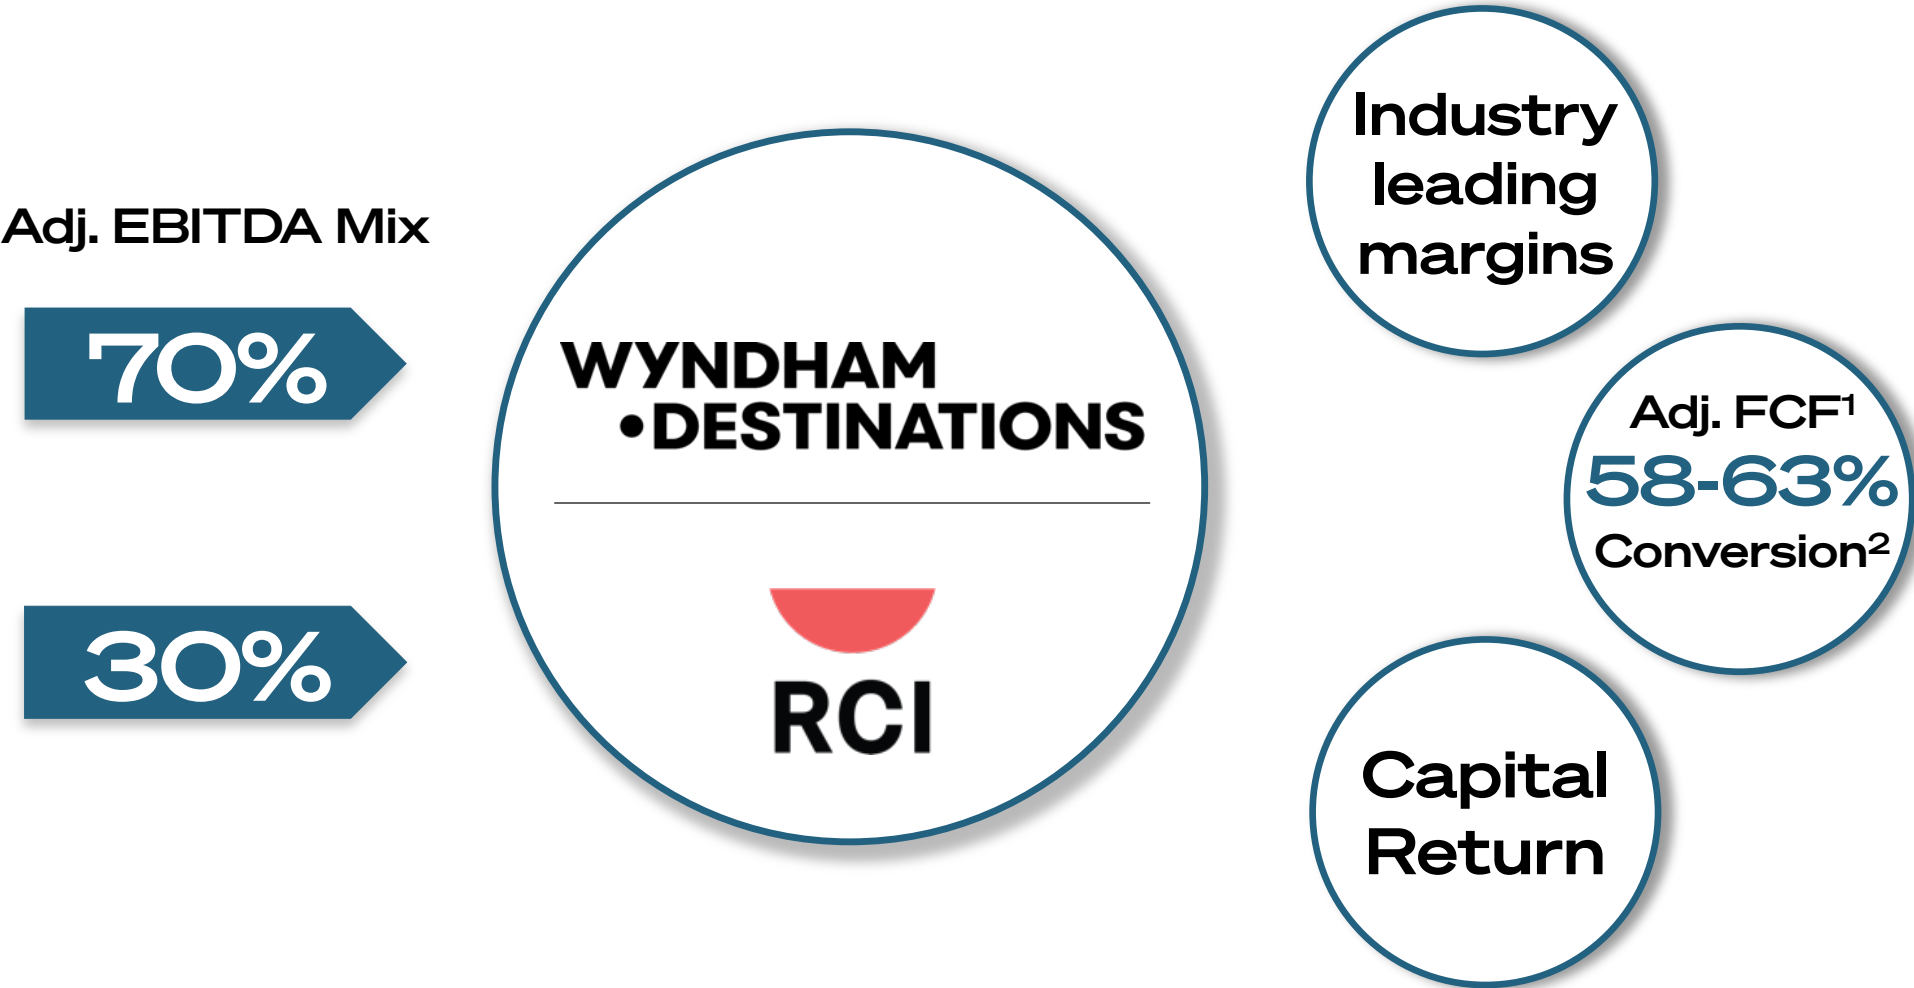 Adj. EBITDA Mix
70%
30%
WYNDHAM
•DESTINATIONS
RCI
Industry
leading
margins
Adj. FCF¹
58-63%
Conversion²
Capital
Return